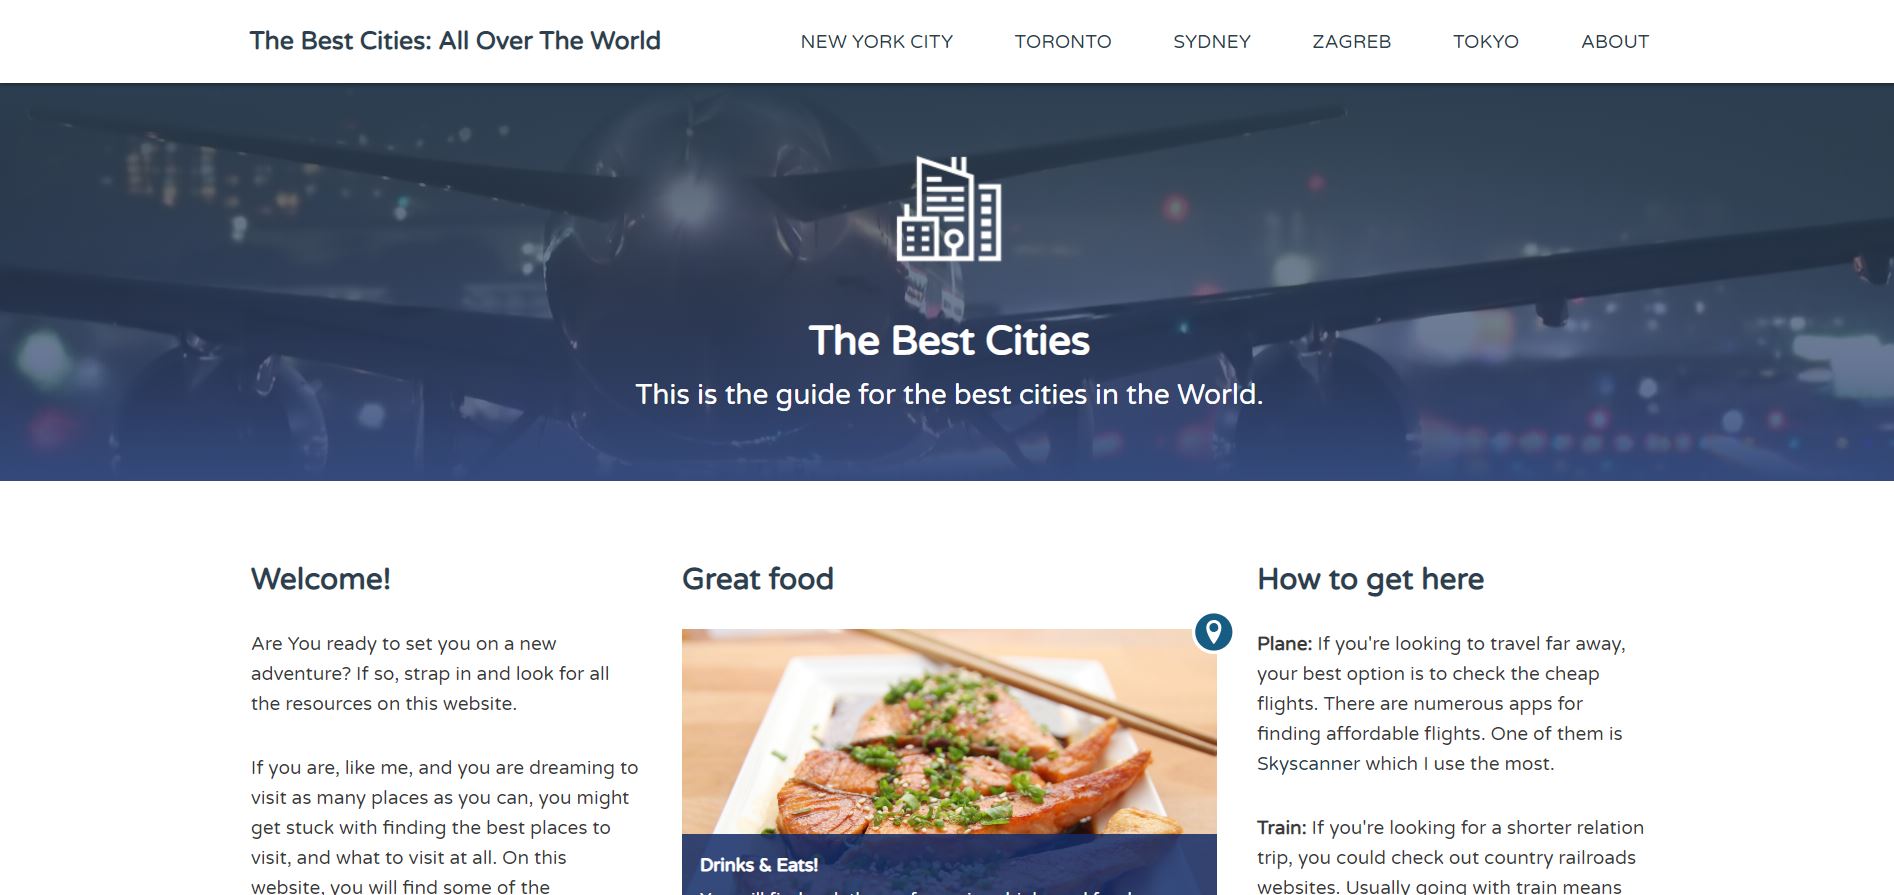 The Best Cities: All Over The World
NEW YORK CITY
TORONTO
SYDNEY
ZAGREB
TOKYO
ABOUT
The Best Cities
This is the guide for the best cities in the World.
Welcome!
Are You ready to set you on a new
adventure? If so, strap in and look for all
the resources on this website.
If you are, like me, and you are dreaming to
visit as many places as you can, you might
get stuck with finding the best places to
visit, and what to visit at all. On this
website, you will find some of the
Great food
Drinks & Eats!
How to get here
Plane: If you're looking to travel far away,
your best option is to check the cheap
flights. There are numerous apps for
finding affordable flights. One of them is
Skyscanner which I use the most.
Train: If you're looking for a shorter relation
trip, you could check out country railroads
websites. Usually going with train means